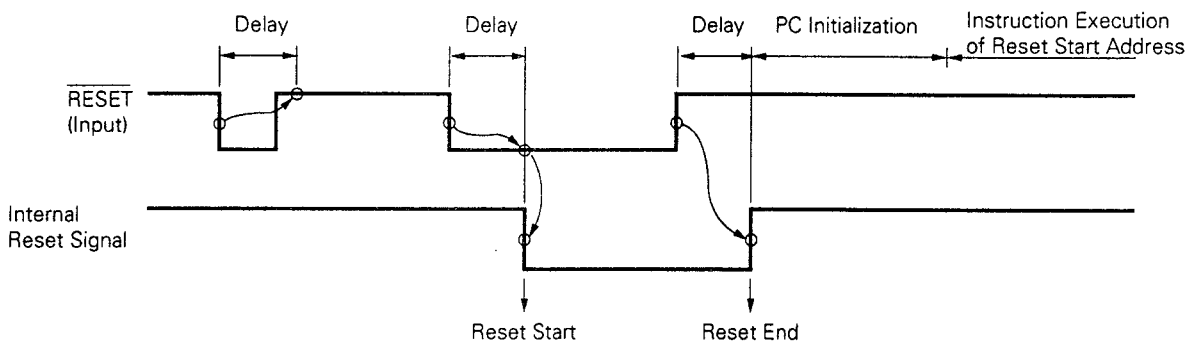 Delay
Delay
Delay
PC Initialization
Instruction Execution
of Reset Start Address
RESET
(Input)
Internal
Reset Signal
Reset Start
Reset End